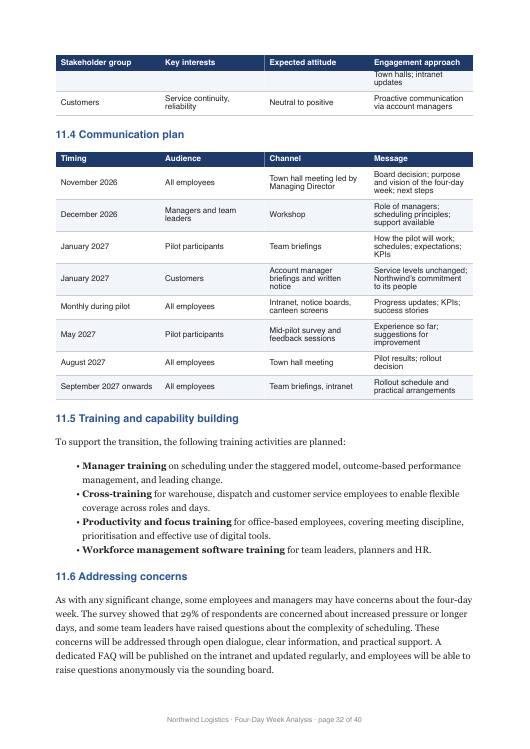 Stakeholder group Key interests Expected attitude Engagement approach
Town halls; intranet
updates
Customers Service continuity, reliability Neutral to positive Proactive communication via account managers
11.4 Communication plan
Timing Audience Channel Message
November 2026 All employees Town hall meeting led by Managing Director Board decision; purpose and vision of the four-day week; next steps
December 2026 Managers and team leaders Workshop Role of managers; scheduling principles; support available
January 2027 Pilot participants Team briefings How the pilot will work; schedules; expectations; KPIs
January 2027 Customers Account manager briefings and written notice Service levels unchanged; Northwind's commitment to its people
Monthly during pilot All employees Intranet, notice boards, canteen screens Progress updates; KPIs; success stories
May 2027 Pilot participants Mid-pilot survey and feedback sessions Experience so far; suggestions for improvement
August 2027 All employees Town hall meeting Pilot results; rollout decision
September 2027 onwards All employees Team briefings, intranet Rollout schedule and practical arrangements
11.5 Training and capability building
To support the transition, the following training activities are planned:
• Manager training on scheduling under the staggered model, outcome-based performance
management, and leading change.
• Cross-training for warehouse, dispatch and customer service employees to enable flexible
coverage across roles and days.
• Productivity and focus training for office-based employees, covering meeting discipline,
prioritisation and effective use of digital tools.
• Workforce management software training for team leaders, planners and HR.
11.6 Addressing concerns
As with any significant change, some employees and managers may have concerns about the four-day
week. The survey showed that 29% of respondents are concerned about increased pressure or longer
days, and some team leaders have raised questions about the complexity of scheduling. These
concerns will be addressed through open dialogue, clear information, and practical support. A
dedicated FAQ will be published on the intranet and updated regularly, and employees will be able to
raise questions anonymously via the sounding board.
Northwind Logistics · Four-Day Week Analysis · page 32 of 40